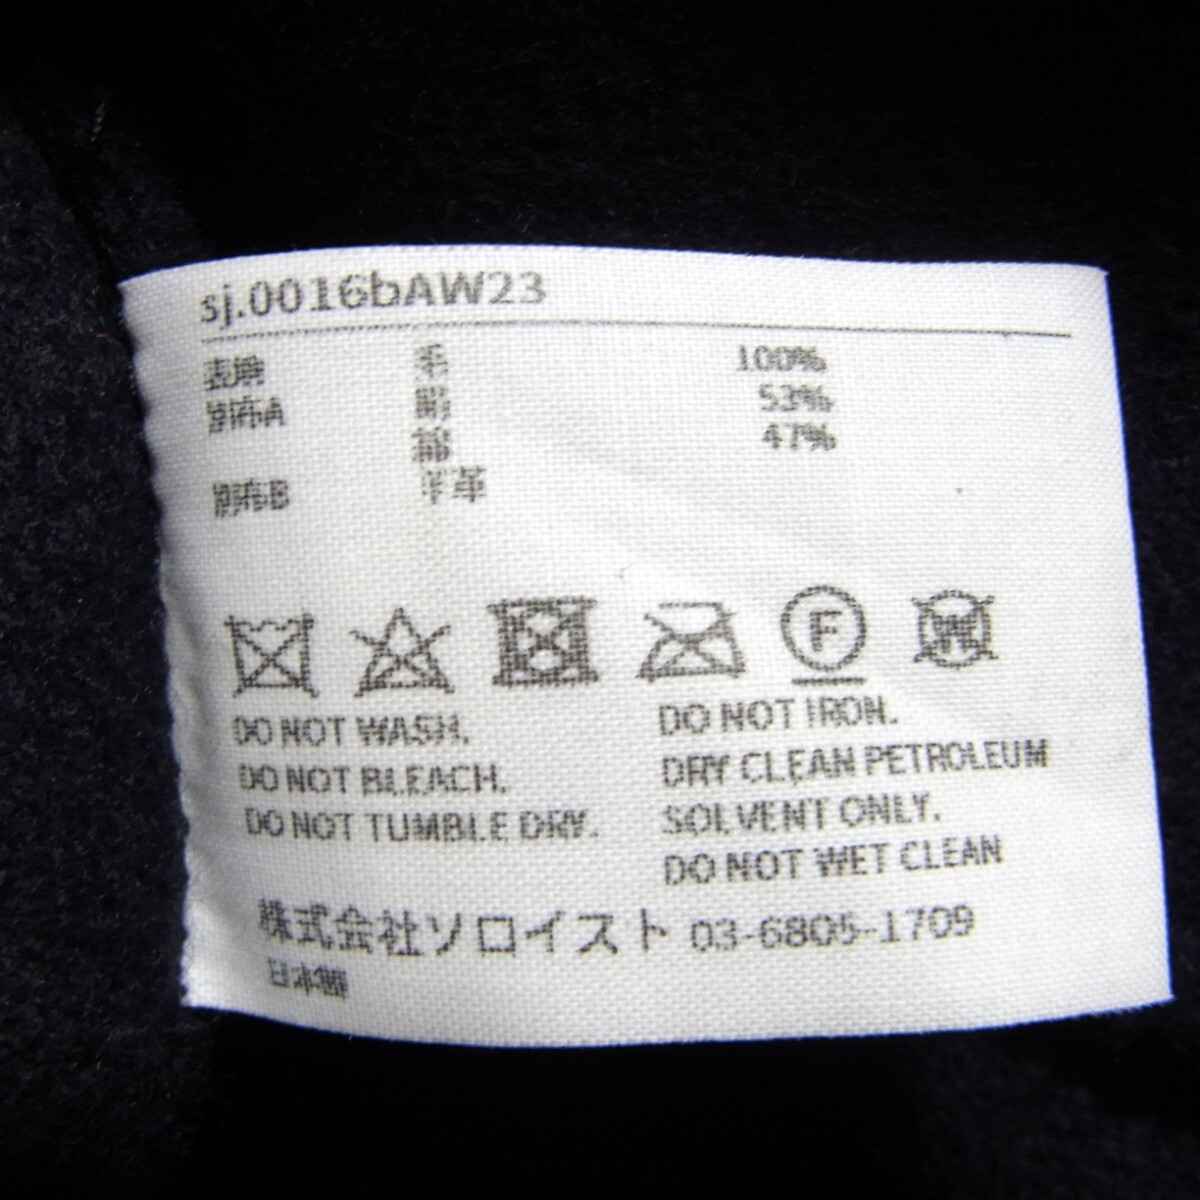 sj.0016bAW23
表地 毛 100%
別布A 絹 53%
綿 47%
別布B 羊革
F
W
DO NOT WASH.
DO NOT BLEACH.
DO NOT TUMBLE DRY.
DO NOT IRON.
DRY CLEAN PETROLEUM
SOLVENT ONLY.
DO NOT WET CLEAN
株式会社ソロイスト 03-6805-1709
日本製